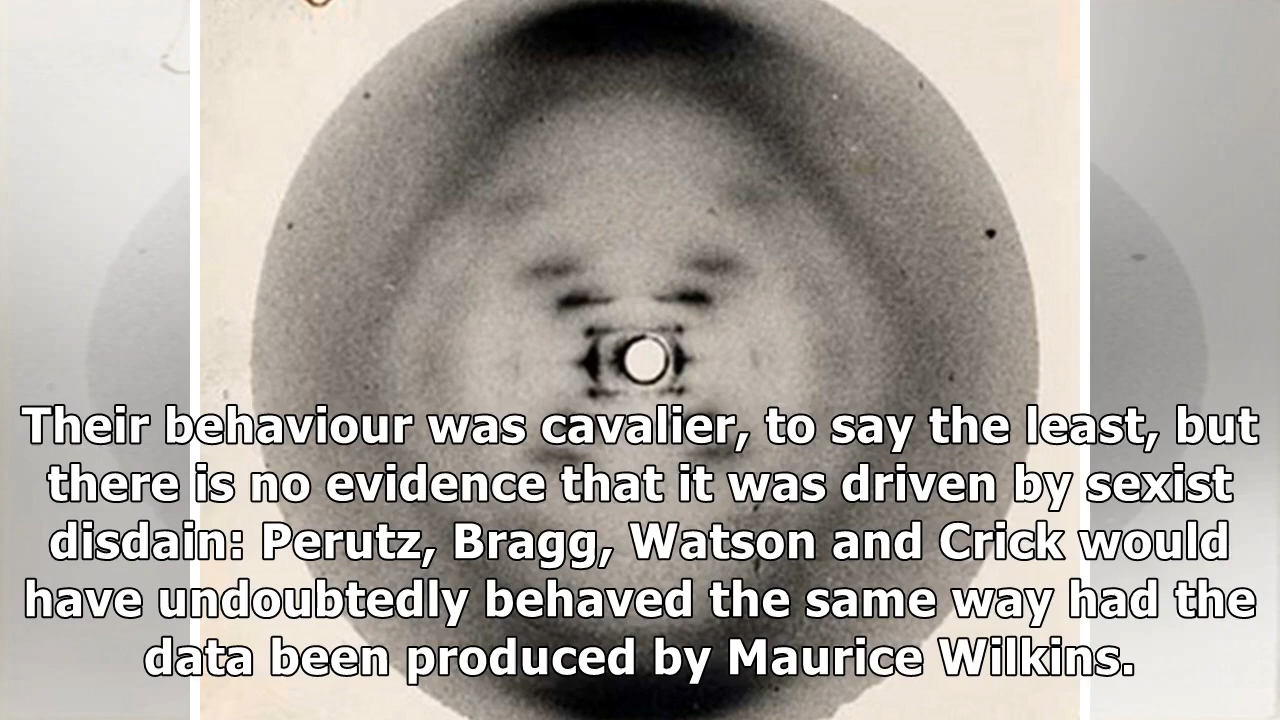 Their behaviour was cavalier, to say the least, but
there is no evidence that it was driven by sexist
disdain: Perutz, Bragg, Watson and Crick would
have undoubtedly behaved the same way had the
data been produced by Maurice Wilkins.